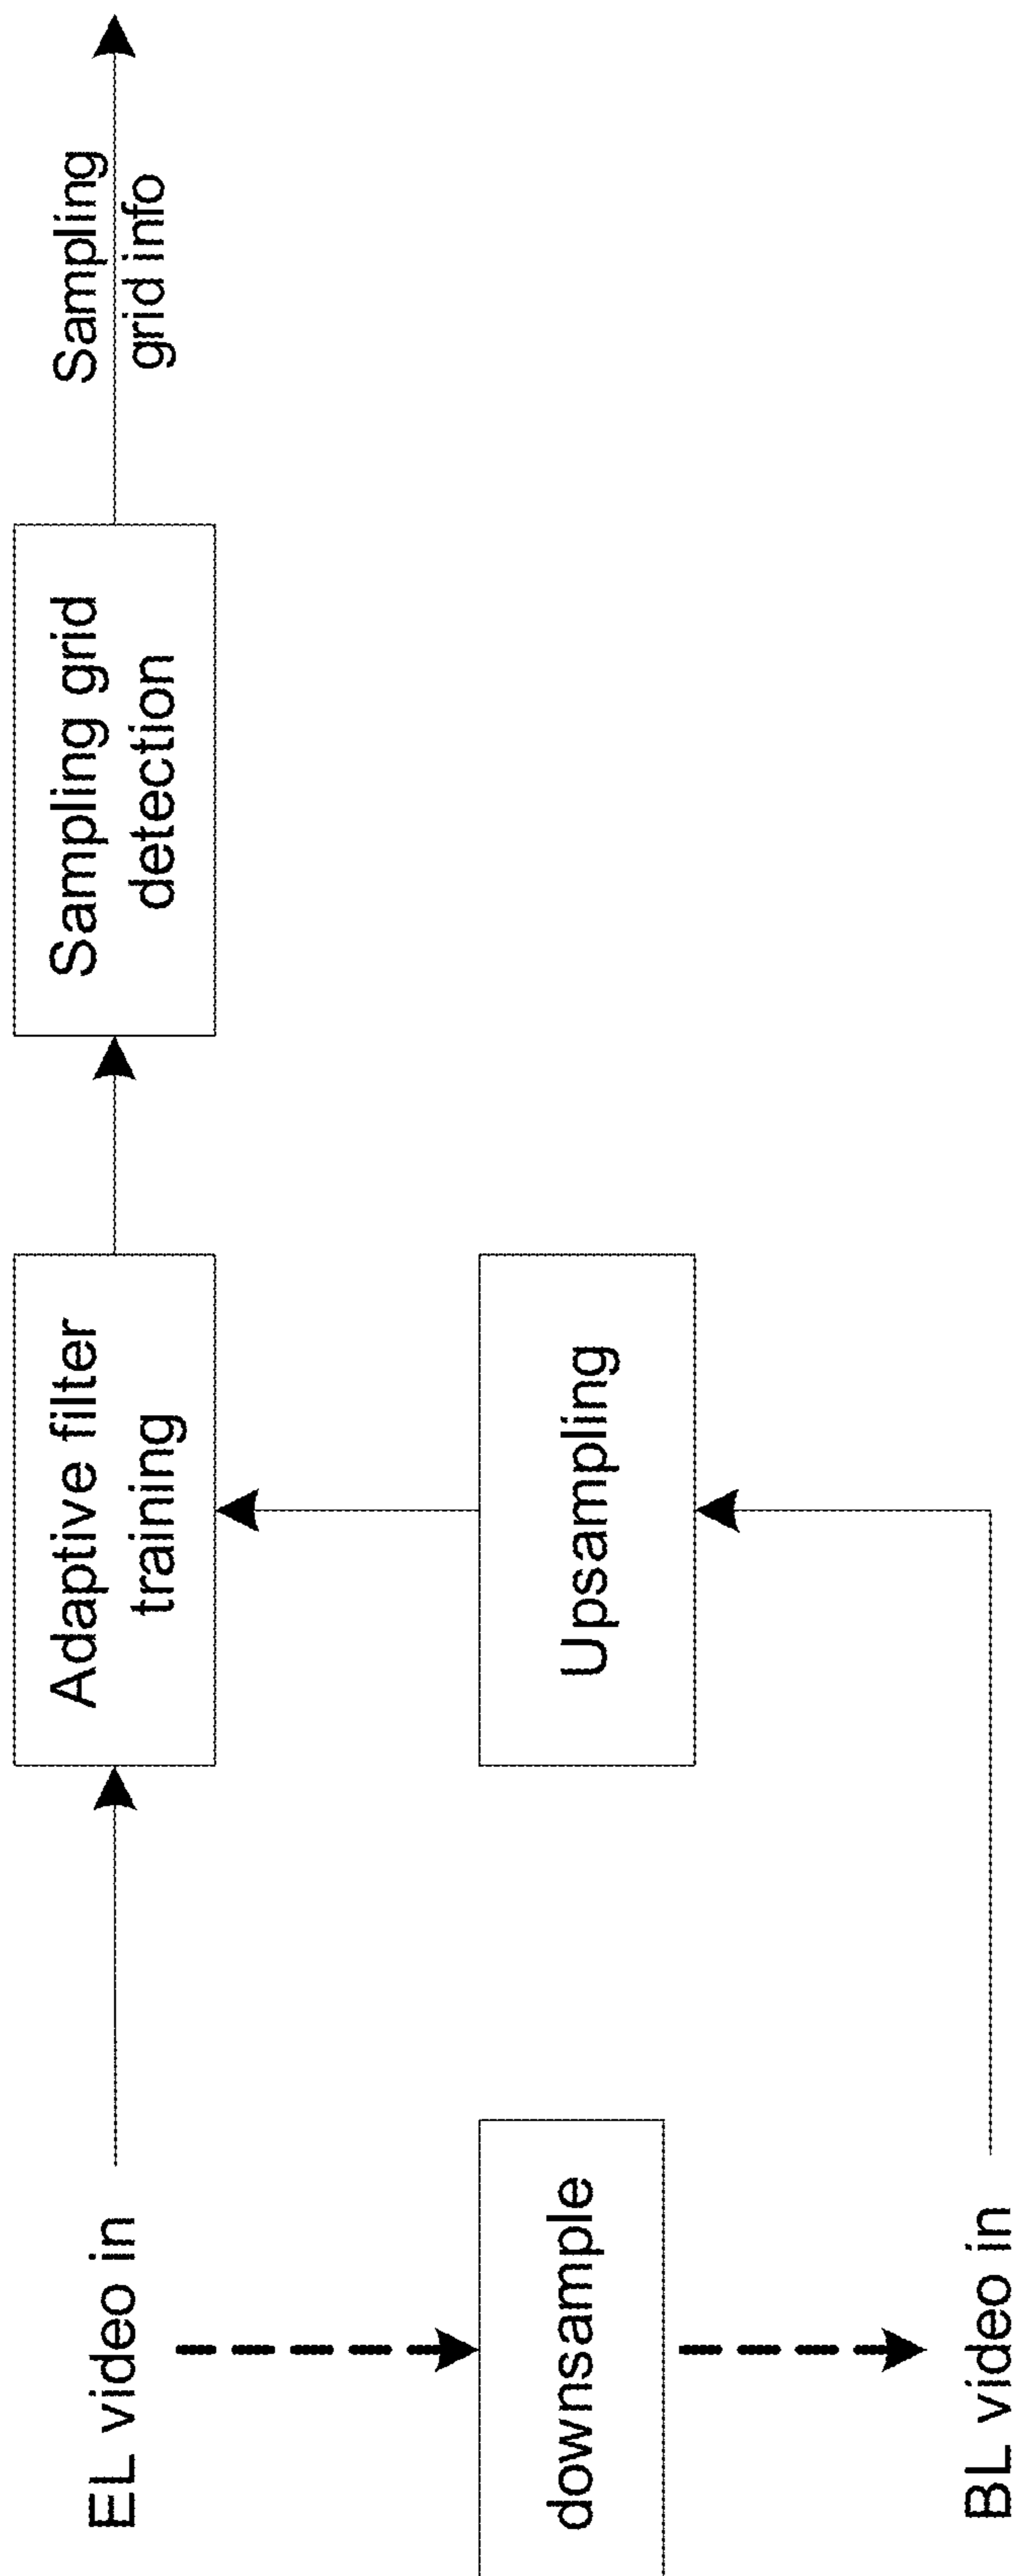 EL video in
Adaptive filter
training
Sampling grid
detection
Sampling
grid info
downsample
Upsampling
BL video in